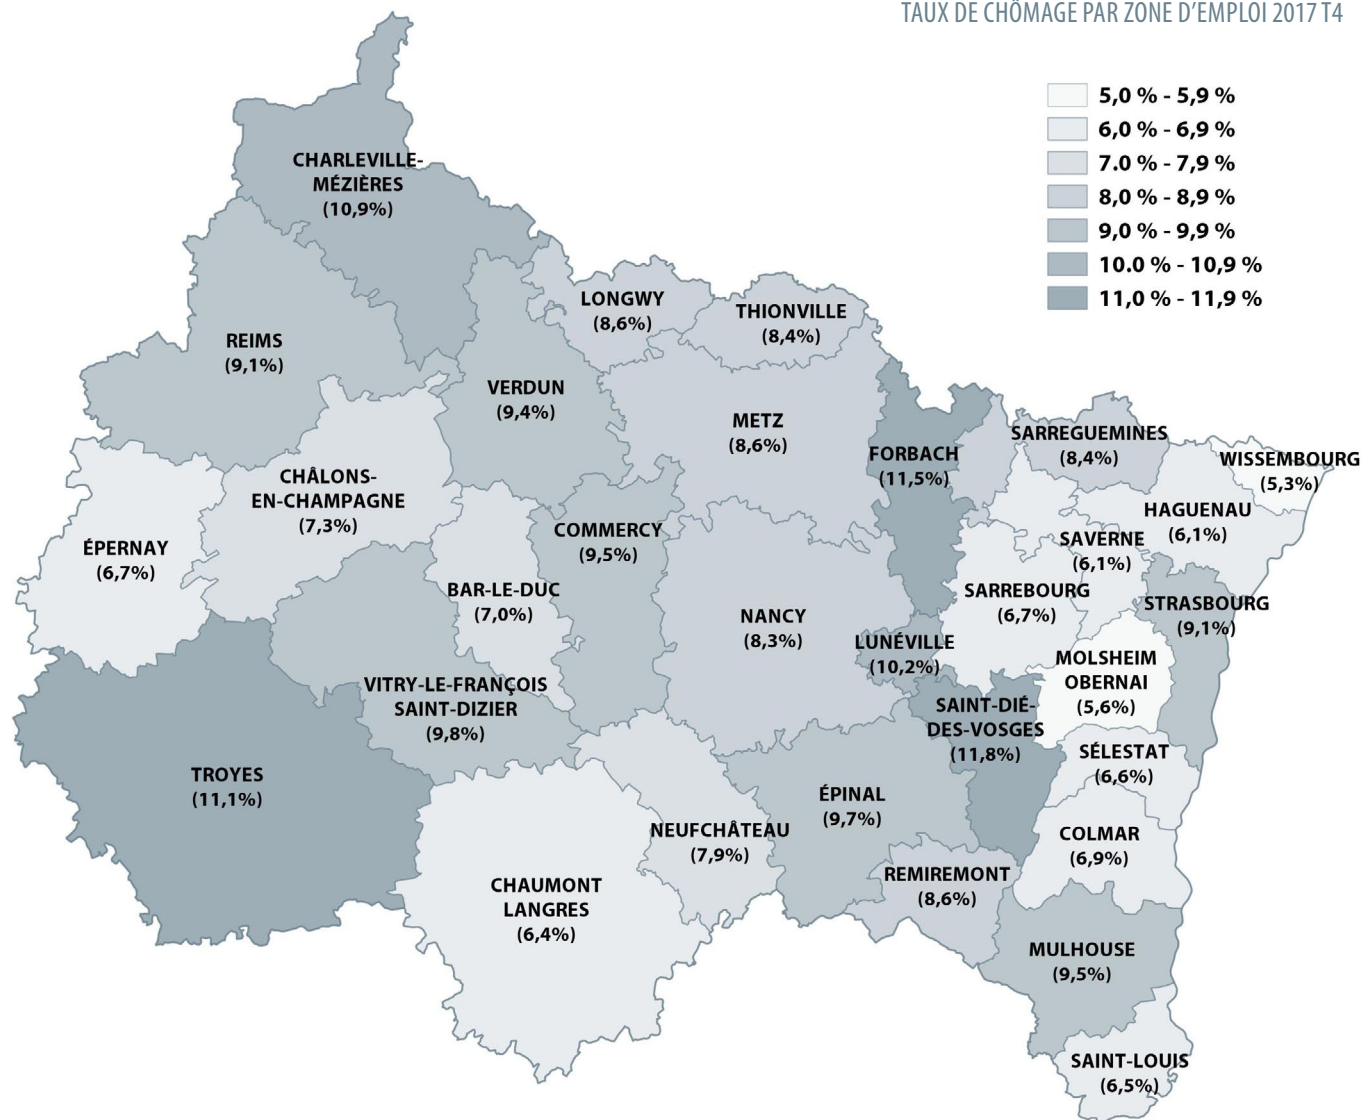 TAUX DE CHÔMAGE PAR ZONE D'EMPLOI 2017 T4
5,0 % - 5,9 %
6,0 % - 6,9 %
7.0 % - 7,9 %
8,0 % - 8,9 %
9,0 % - 9,9 %
10.0 % - 10,9 %
11,0 % - 11,9 %
CHARLEVILLE-
MÉZIÈRES
(10,9%)
LONGWY
(8,6%)
THIONVILLE
(8,4%)
REIMS
(9,1%)
VERDUN
(9,4%)
METZ
(8,6%)
FORBACH
(11,5%)
SARREGUEMINES
(8,4%)
WISSEMBOURG
(5,3%)
CHÂLONS-
EN-CHAMPAGNE
(7,3%)
HAGUENAU
(6,1%)
COMMERCY
(9,5%)
SAVERNE
(6,1%)
ÉPERNAY
(6,7%)
BAR-LE-DUC
(7,0%)
SARREBOURG
(6,7%)
STRASBOURG
(9,1%)
NANCY
(8,3%)
LUNÉVILLE
(10,2%)
MOLSHEIM
OBERNAI
(5,6%)
VITRY-LE-FRANÇOIS
SAINT-DIZIER
(9,8%)
SAINT-DIÉ-
DES-VOSGES
(11,8%)
SÉLESTAT
(6,6%)
TROYES
(11,1%)
ÉPINAL
(9,7%)
NEUFCHÂTEAU
(7,9%)
COLMAR
(6,9%)
REMIREMONT
(8,6%)
CHAUMONT
LANGRES
(6,4%)
MULHOUSE
(9,5%)
SAINT-LOUIS
(6,5%)